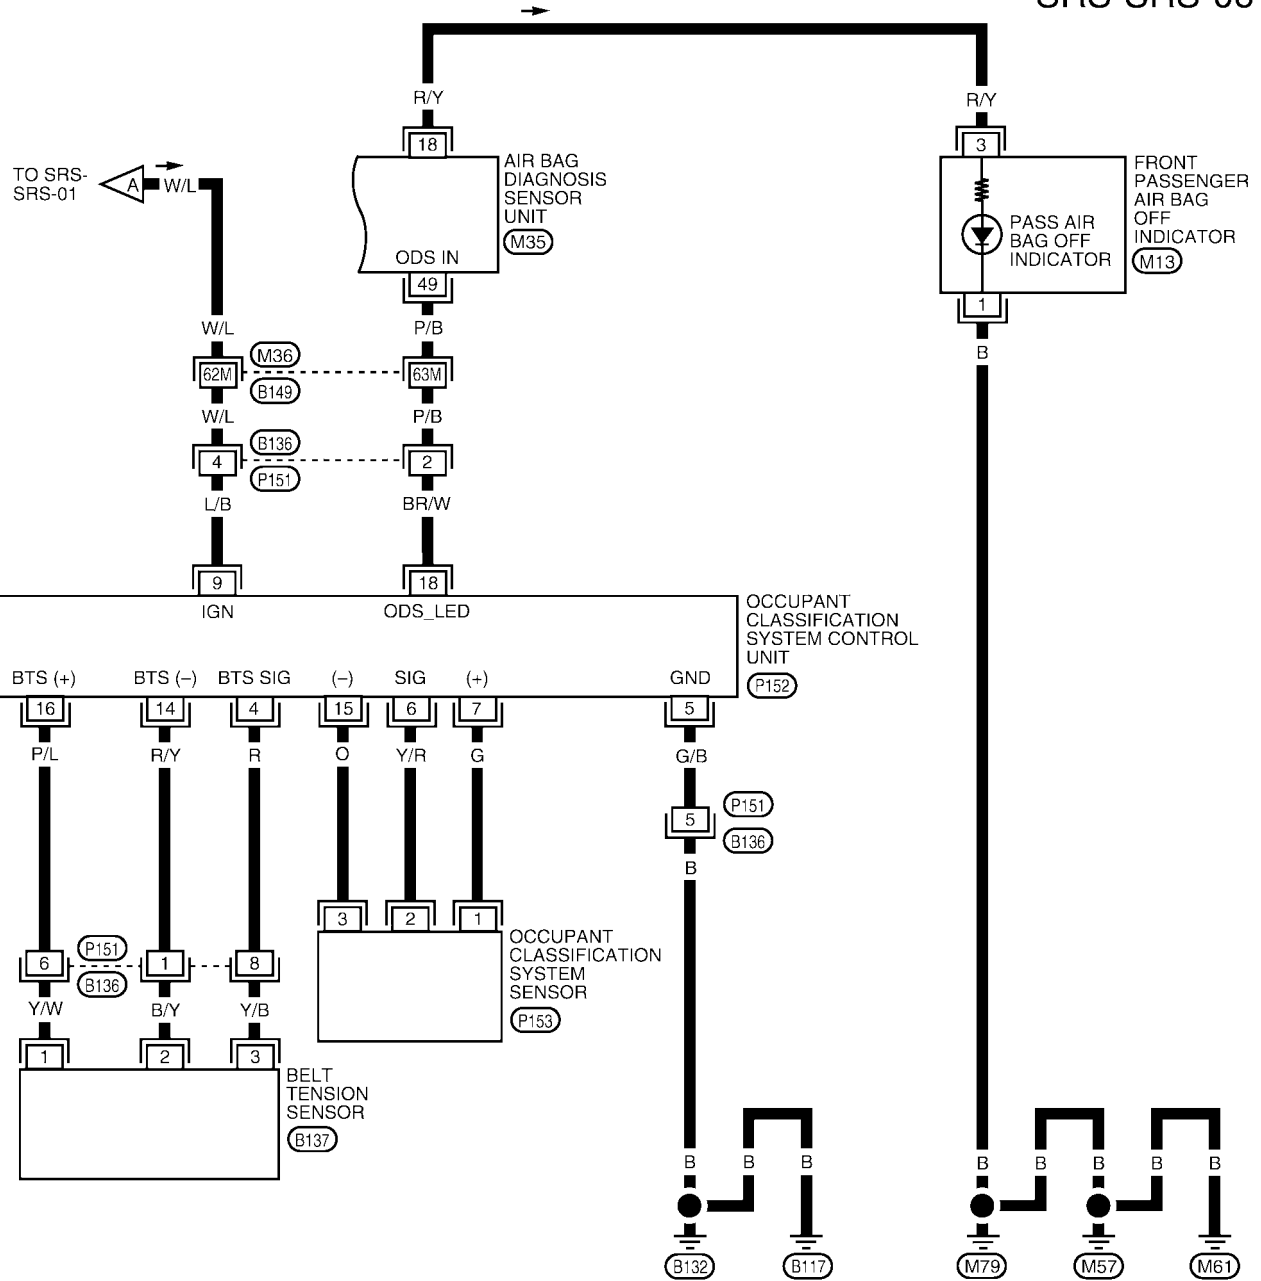 R/Y
R/Y
18
3
TO SRS-
SRS-01
A
W/L
AIR BAG
DIAGNOSIS
SENSOR
UNIT
M35
ODS IN
49
FRONT
PASSENGER
AIR BAG
OFF
INDICATOR
M13
PASS AIR
BAG OFF
INDICATOR
1
W/L
P/B
B
62M
M36
B149
63M
W/L
P/B
4
B136
P151
2
L/B
BR/W
9
18
IGN
ODS_LED
OCCUPANT
CLASSIFICATION
SYSTEM CONTROL
UNIT
P152
BTS (+)
BTS (–)
BTS SIG
(–)
SIG
(+)
GND
16
14
4
15
6
7
5
P/L
R/Y
R
O
Y/R
G
G/B
5
P151
B136
B
3
2
1
OCCUPANT
CLASSIFICATION
SYSTEM
SENSOR
P153
6
P151
B136
1
8
Y/W
B/Y
Y/B
1
2
3
BELT
TENSION
SENSOR
B137
B
B
B
B
B
B
B
B
B132
B117
M79
M57
M61